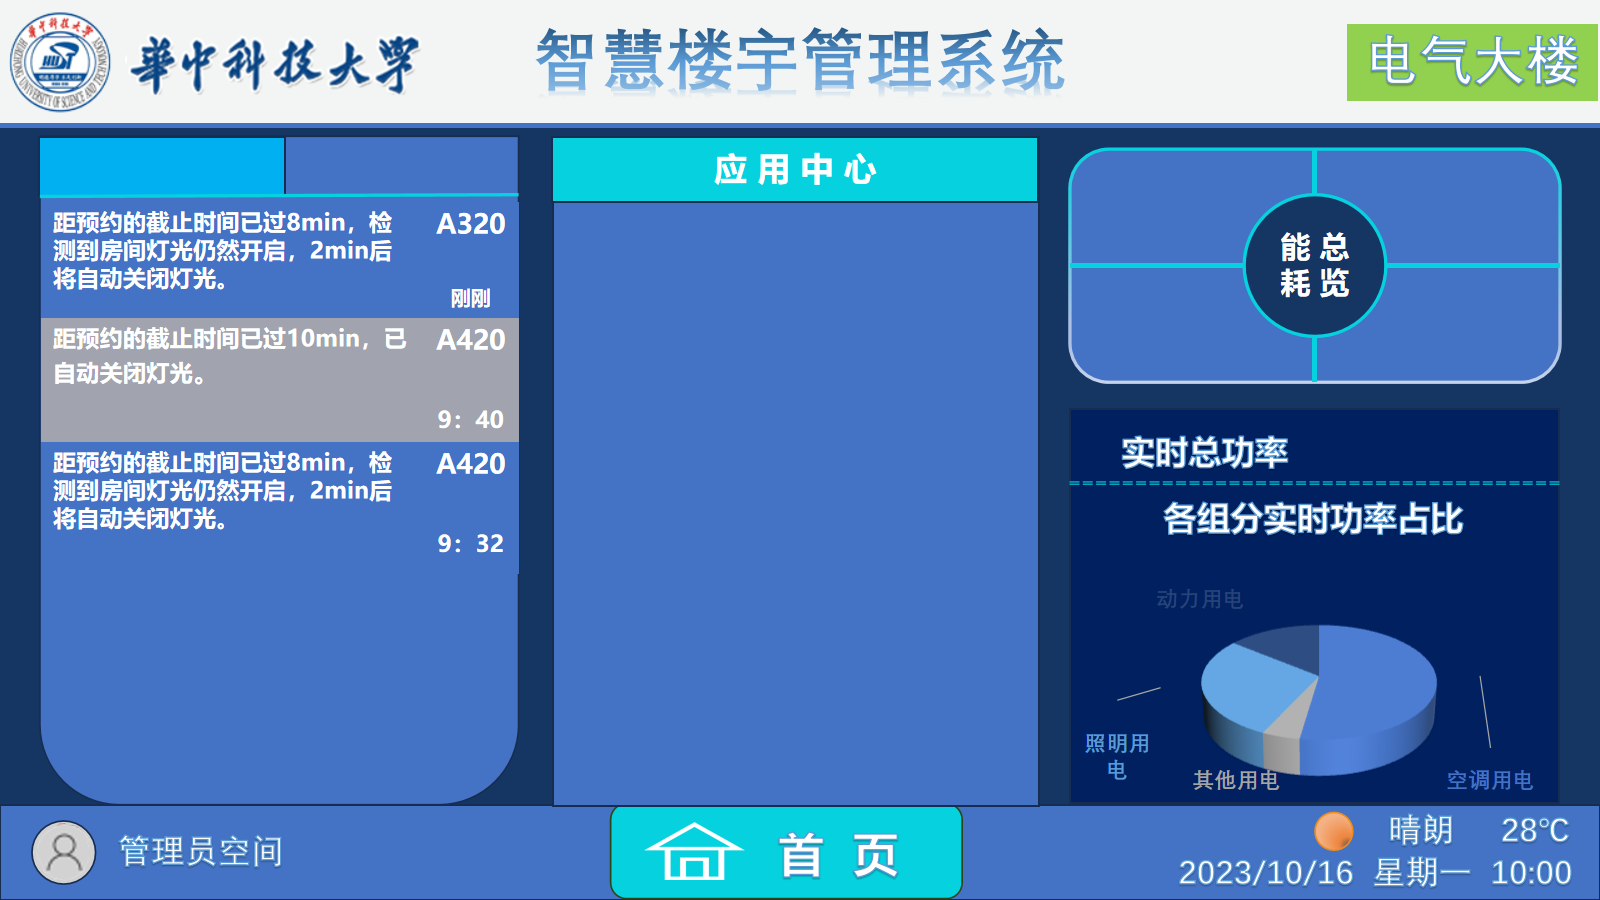 華中科技大学
智慧楼宇管理系统
电气大楼
HUST
距预约的截止时间已过8min，检
测到房间灯光仍然开启，2min后
将自动关闭灯光。
A320
刚刚
距预约的截止时间已过10min，已
自动关闭灯光。
A420
9：40
距预约的截止时间已过8min，检
测到房间灯光仍然开启，2min后
将自动关闭灯光。
A420
9：32
应用中心
能 总
耗 览
实时总功率
各组分实时功率占比
动力用电
照明用
电
其他用电
空调用电
管理员空间
首 页
晴朗 28℃
2023/10/16 星期一 10:00